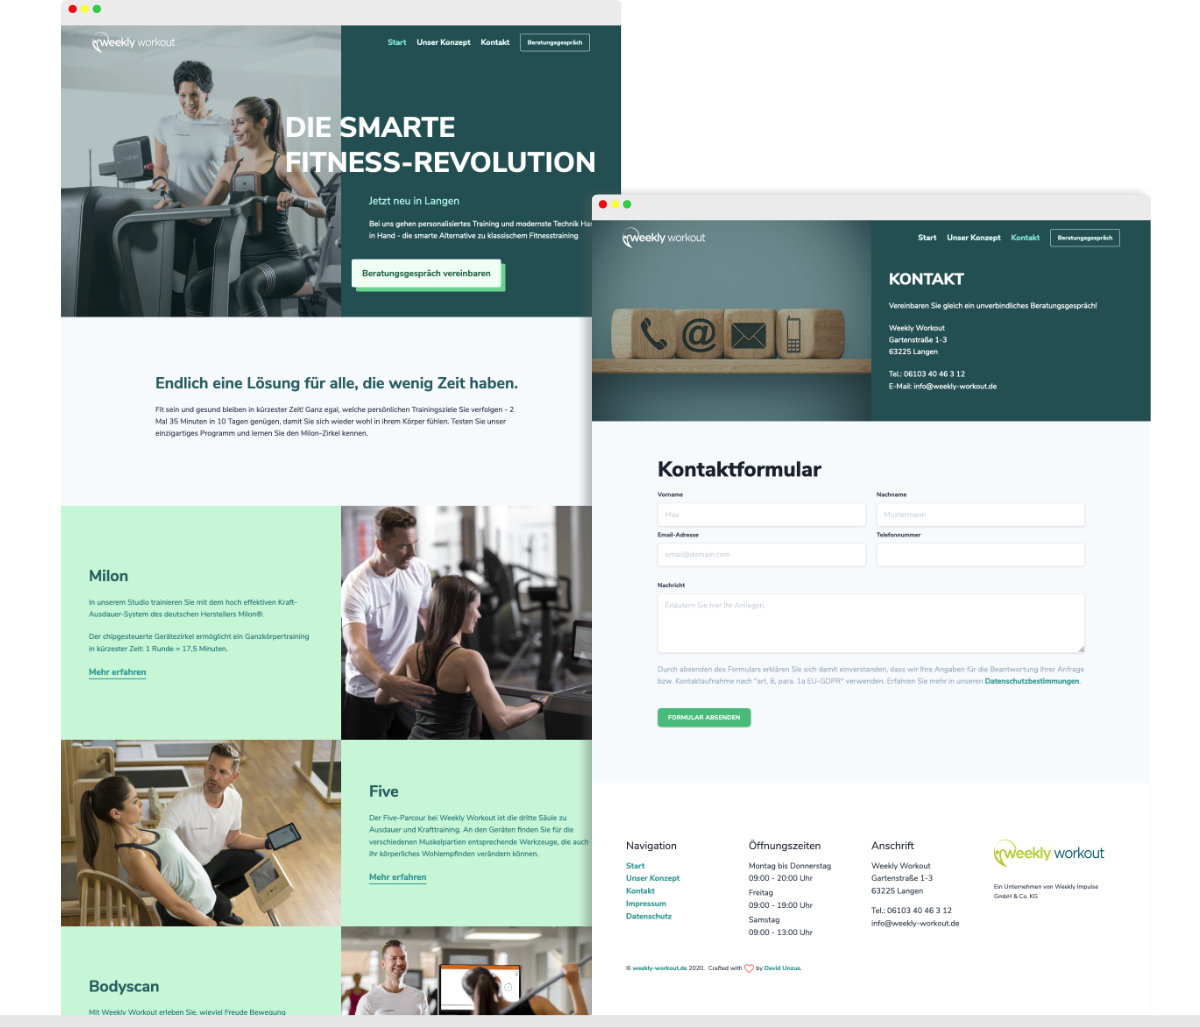 weekly workout
Start Unser Konzept Kontakt Beratungsgespräch
DIE SMARTE
FITNESS-REVOLUTION
Jetzt neu in Langen
Bei uns gehen personalisiertes Training und modernste Technik
in Hand - die smarte Alternative zu klassischem Fitnesstraining
Beratungsgespräch vereinbaren
Endlich eine Lösung für alle, die wenig Zeit haben.
Fit sein und gesund bleiben in kürzester Zeit! Ganz egal, welche persönlichen Trainingsziele Sie verfolgen - 2
Mal 35 Minuten in 10 Tagen genügen, damit Sie sich wieder wohl in ihrem Körper fühlen. Testen Sie unser
einzigartiges Programm und lernen Sie den Milon-Zirkel kennen.
Milon
In unserem Studio trainieren Sie mit dem hoch effektiven Kraft-
Ausdauer-System des deutschen Herstellers Milon®.
Der chipgesteuerte Gerätezirkel ermöglicht ein Ganzkörpertraining
in kürzester Zeit: 1 Runde = 17,5 Minuten.
Mehr erfahren
Five
Der Five-Parcour bei Weekly Workout ist die dritte Säule zu
Ausdauer und Krafttraining. An den Geräten finden Sie für die
verschiedenen Muskelpartien entsprechende Werkzeuge, die auch
Ihr körperliches Wohlempfinden verändern können.
Mehr erfahren
Bodyscan
Mit Weekly Workout erleben Sie, wieviel Freude Bewegung
weekly workout
Start Unser Konzept Kontakt Beratungsgespräch
KONTAKT
Vereinbaren Sie gleich ein unverbindliches Beratungsgespräch!
Weekly Workout
Gartenstraße 1-3
63225 Langen
Tel.: 06103 40 46 3 12
E-Mail: info@weekly-workout.de
@
Kontaktformular
Vorname Nachname
Max Mustermann
Email-Adresse Telefonnummer
email@domain.com
Nachricht
Erläutern Sie hier Ihr Anliegen.
Durch absenden des Formulars erklären Sie sich damit einverstanden, dass wir Ihre Angaben für die Beantwortung Ihrer Anfrage
bzw. Kontaktaufnahme nach "art. 6, para. 1a EU-GDPR" verwenden. Erfahren Sie mehr in unseren Datenschutzbestimmungen.
FORMULAR ABSENDEN
Navigation
Start
Unser Konzept
Kontakt
Impressum
Datenschutz
Öffnungszeiten
Montag bis Donnerstag
09:00 - 20:00 Uhr
Freitag
09:00 - 19:00 Uhr
Samstag
09:00 - 13:00 Uhr
Anschrift
Weekly Workout
Gartenstraße 1-3
63225 Langen
Tel.: 06103 40 46 3 12
info@weekly-workout.de
weekly workout
Ein Unternehmen von Weekly Impulse
GmbH & Co. KG
© weekly-workout.de 2020. Crafted with by David Unzue.